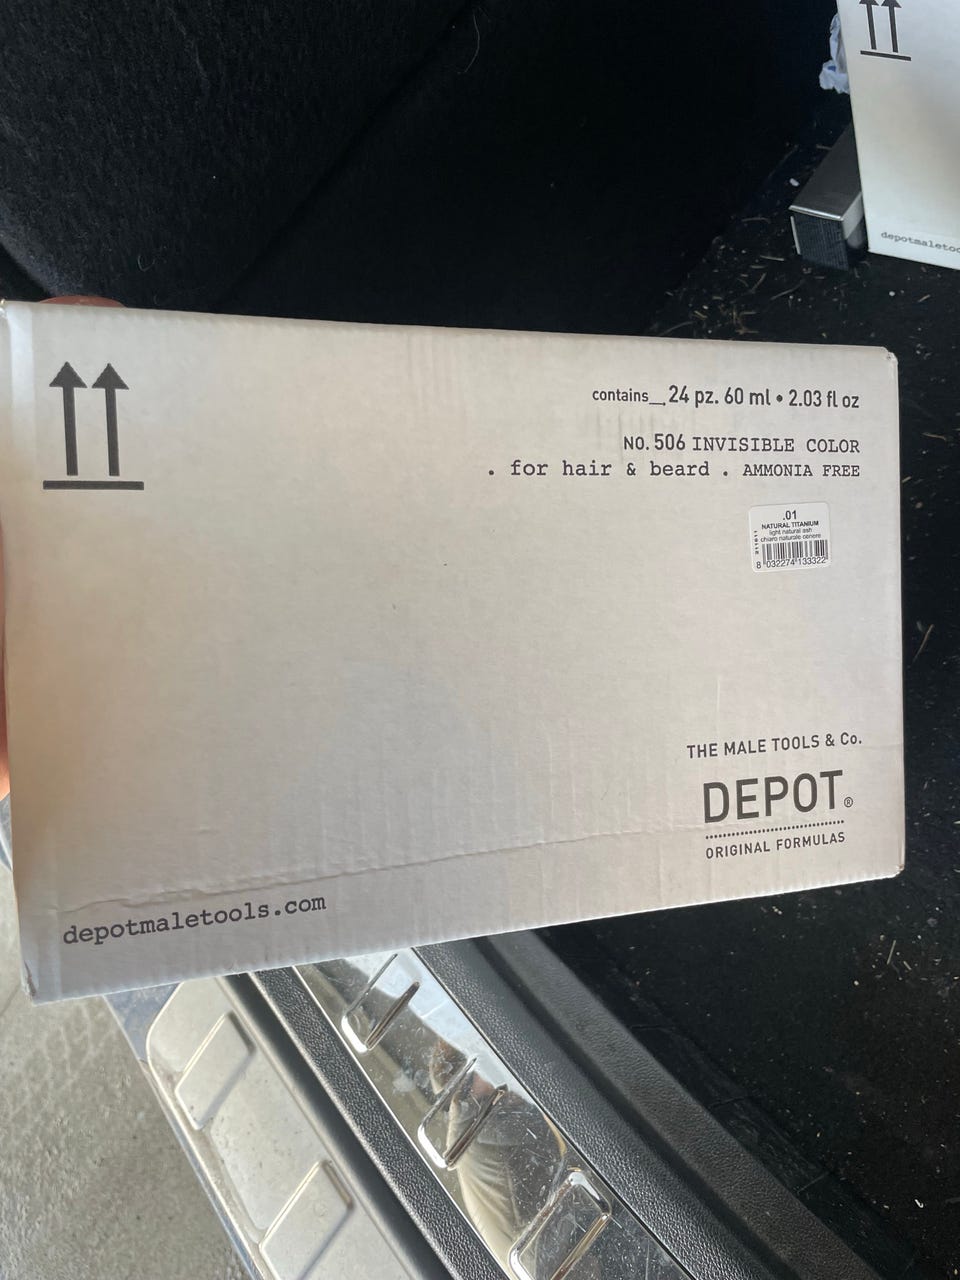 contains_ 24 pz. 60 ml • 2.03 fl oz
NO. 506 INVISIBLE COLOR
. for hair & beard . AMMONIA FREE
.01
NATURAL TITANIUM
light natural ash
chiaro naturale cenere
8 032274 133322
THE MALE TOOLS & Co.
DEPOT®
ORIGINAL FORMULAS
depotmaletools.com
depotmaletoo